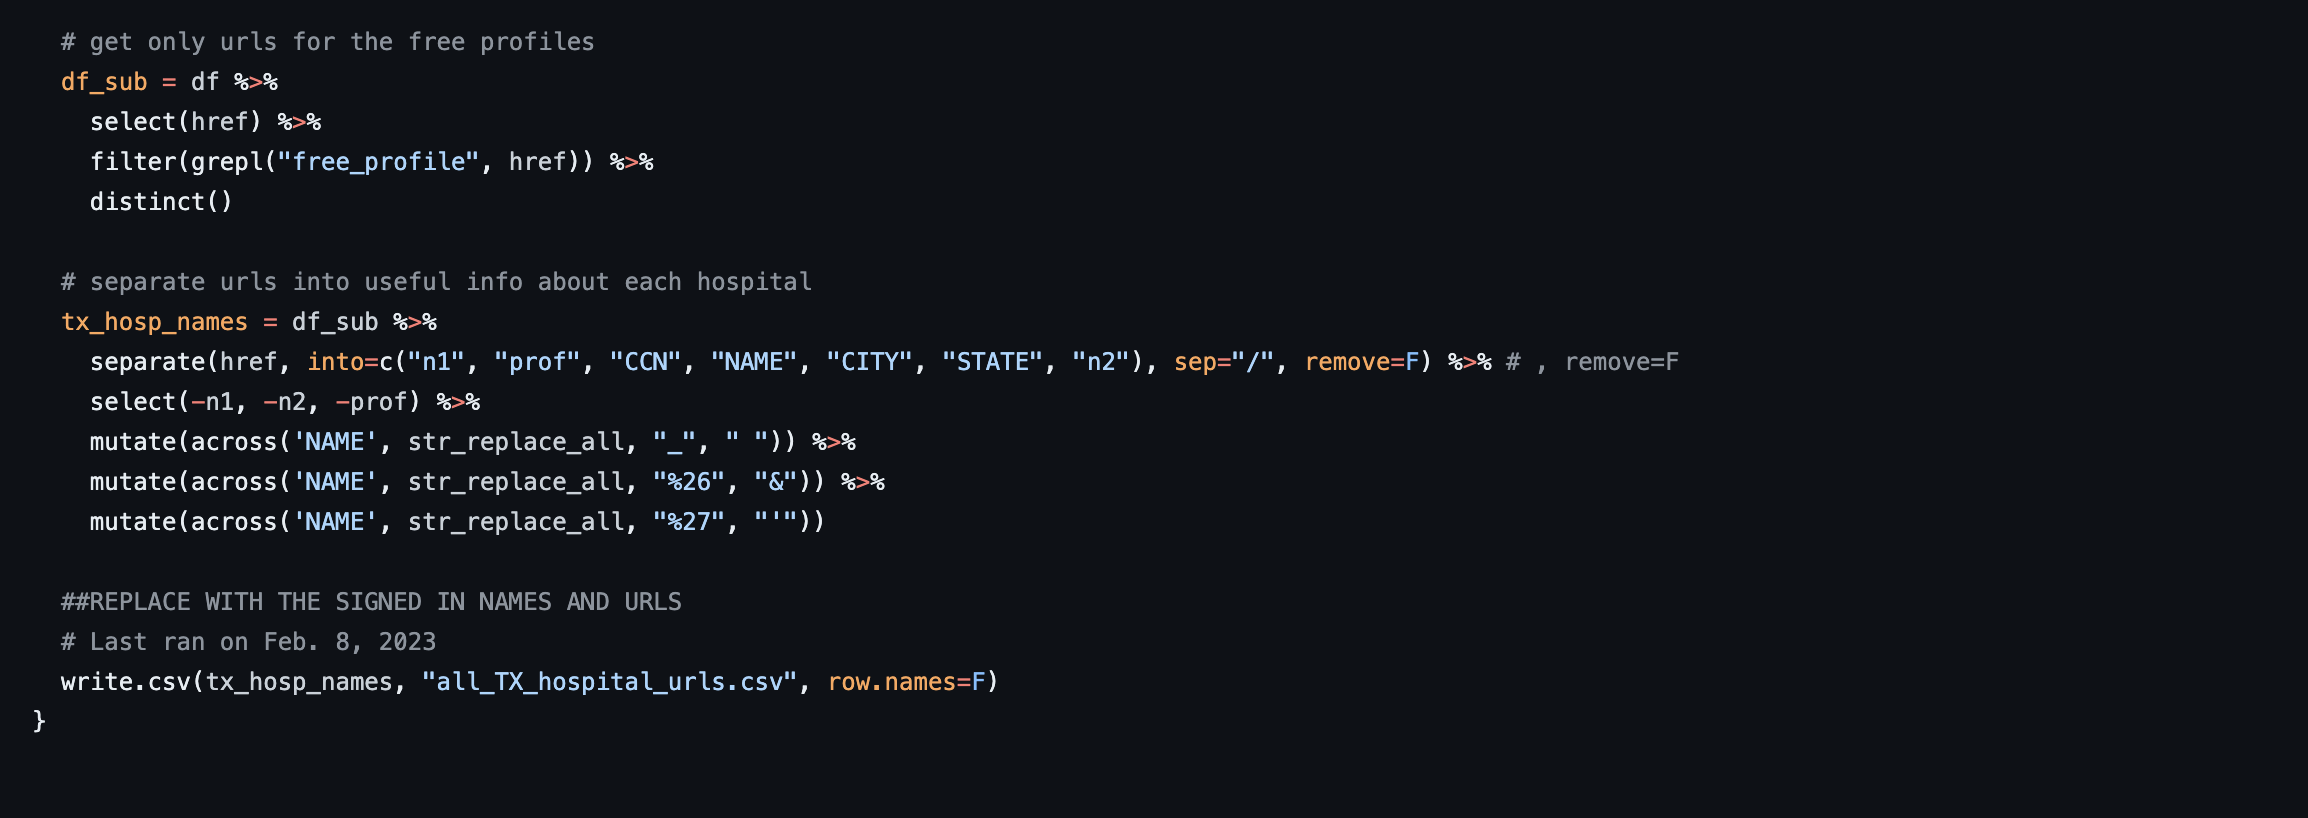 # get only urls for the free profiles
df_sub = df %>%
select(href) %>%
filter(grepl("free_profile", href)) %>%
distinct()
# separate urls into useful info about each hospital
tx_hosp_names = df_sub %>%
separate(href, into=c("n1", "prof", "CCN", "NAME", "CITY", "STATE", "n2"), sep="/", remove=F) %>% # , remove=F
select(-n1, -n2, -prof) %>%
mutate(across('NAME', str_replace_all, "_", " ")) %>%
mutate(across('NAME', str_replace_all, "%26", "&")) %>%
mutate(across('NAME', str_replace_all, "%27", "'"))
##REPLACE WITH THE SIGNED IN NAMES AND URLS
# Last ran on Feb. 8, 2023
write.csv(tx_hosp_names, "all_TX_hospital_urls.csv", row.names=F)
}